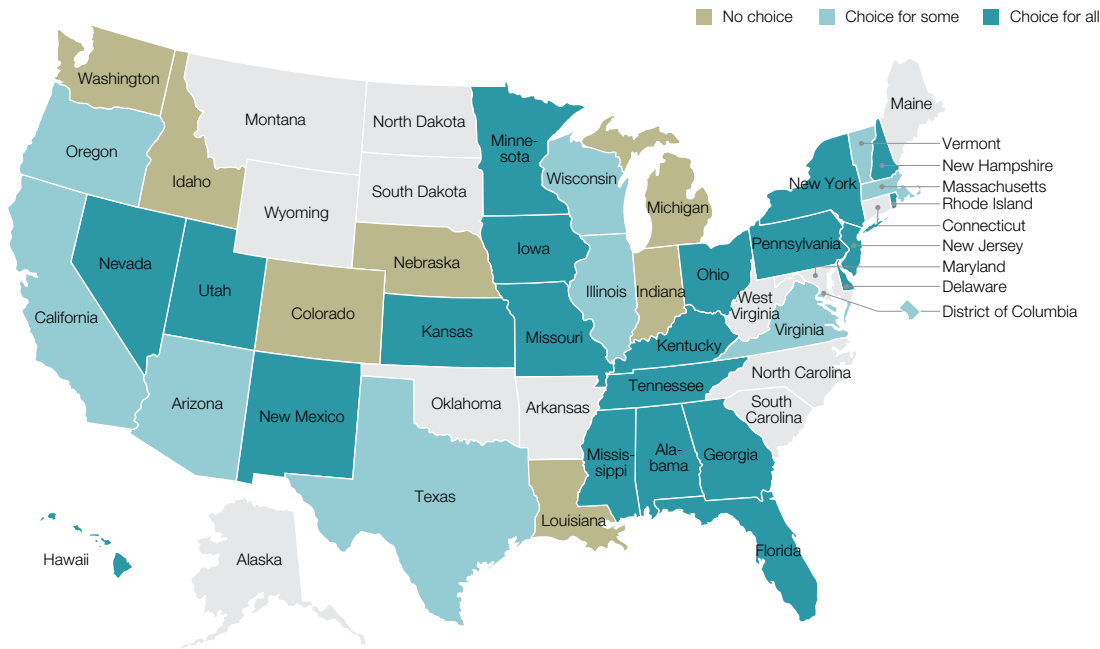 No choice
Choice for some
Choice for all
Washington
Montana
North Dakota
Minne-
sota
Maine
Oregon
Idaho
Wyoming
South Dakota
Wisconsin
Michigan
New York
Vermont
New Hampshire
Massachusetts
Rhode Island
Connecticut
New Jersey
Maryland
Delaware
District of Columbia
Nevada
Utah
Colorado
Nebraska
Iowa
Illinois
Indiana
Ohio
Pennsylvania
West
Virginia
Virginia
California
Kansas
Missouri
Kentucky
Arizona
New Mexico
Oklahoma
Arkansas
Tennessee
North Carolina
South
Carolina
Texas
Louisiana
Missis-
sippi
Ala-
bama
Georgia
Florida
Hawaii
Alaska